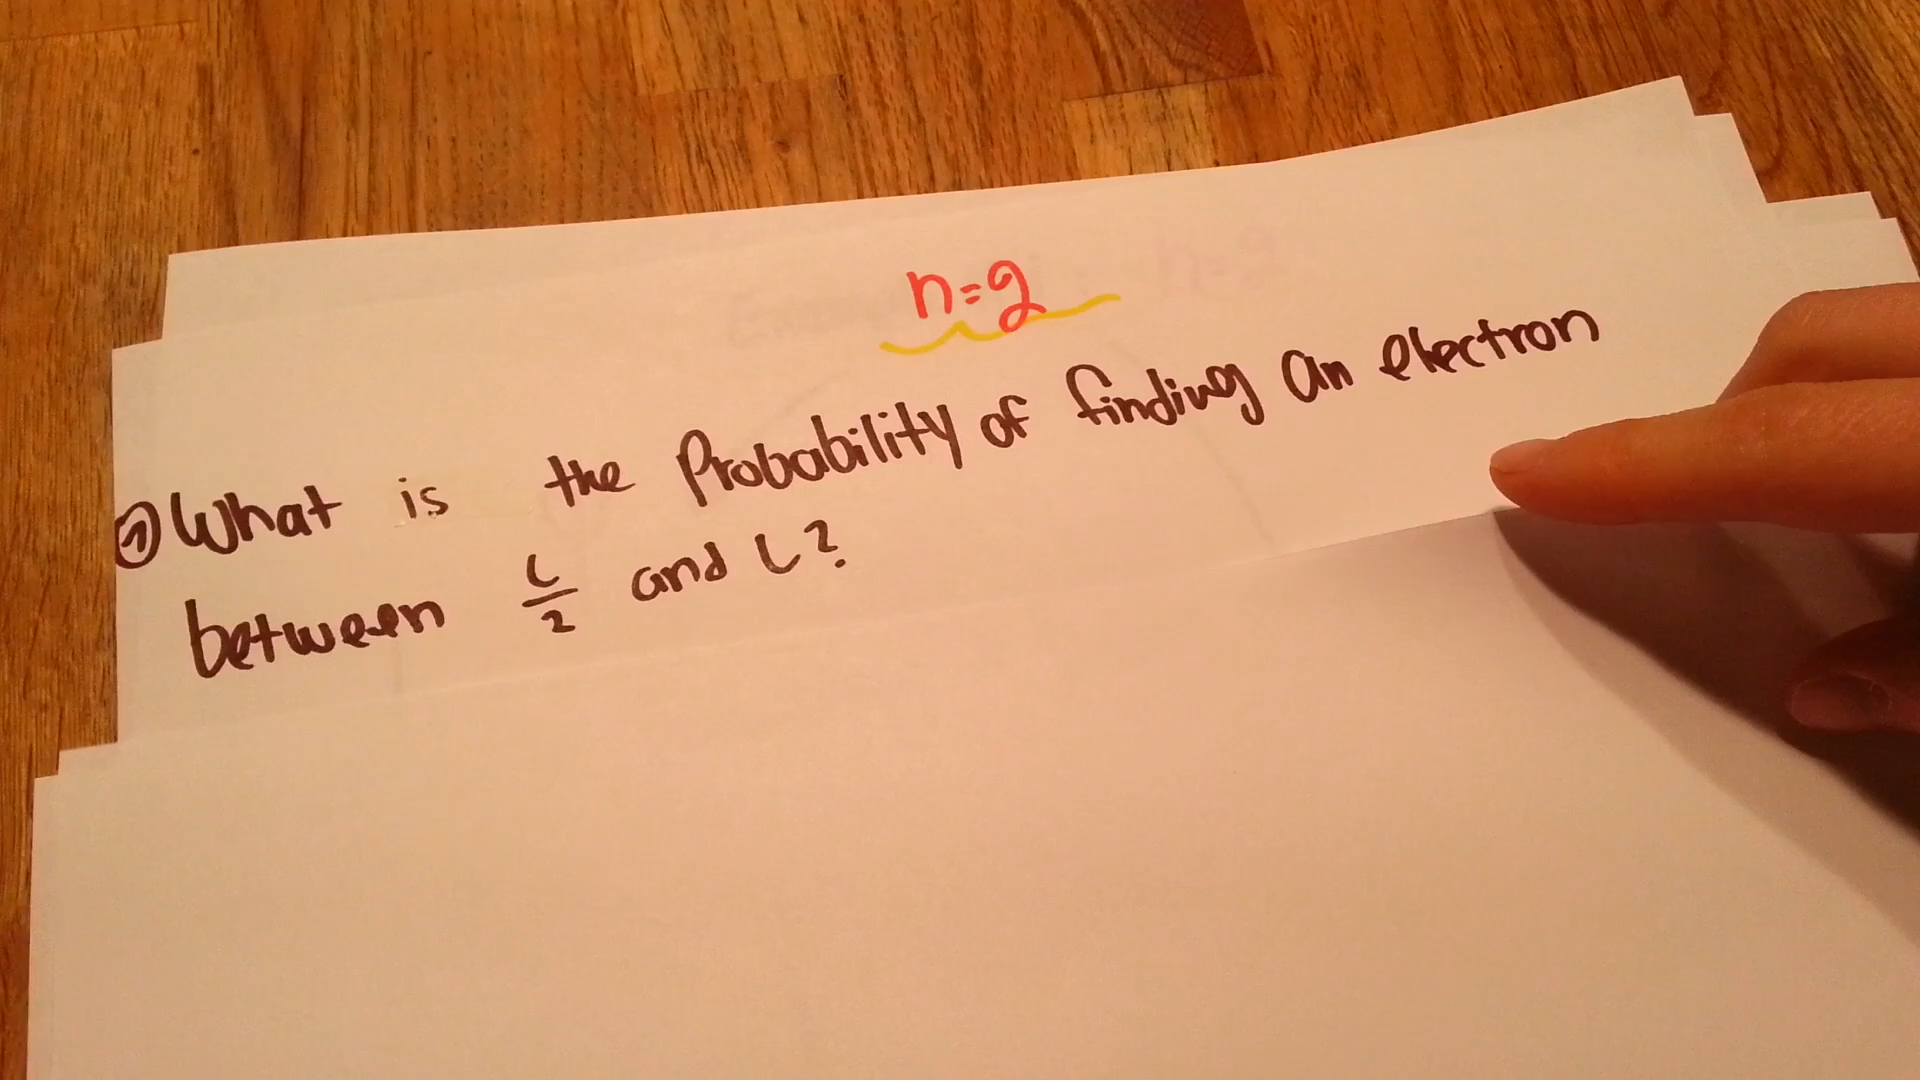 n=2
① What is the Probability of finding an electron
between L/2 and L?